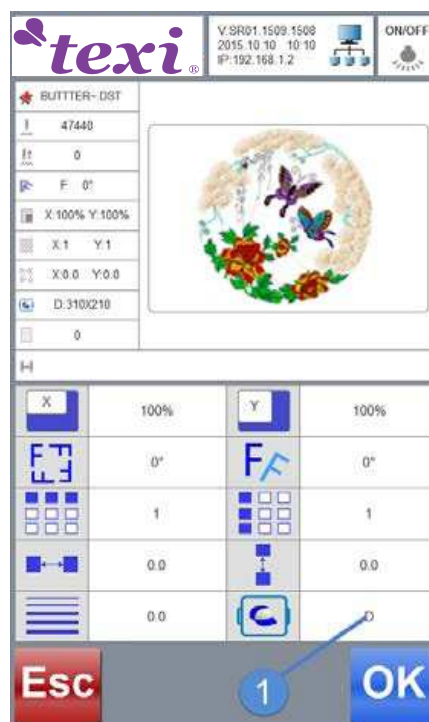 texi®
V:SR01.1509.1508
2015 10 10 10:10
IP:192.168.1.2
ON/OFF
BUTTTER~DST
47440
0
F 0°
X:100% Y:100%
X:1 Y:1
X:0.0 Y:0.0
D:310X210
0
X 100% Y 100%
0° F F 0°
1 1
0.0 0.0
0.0 D
Esc 1 OK